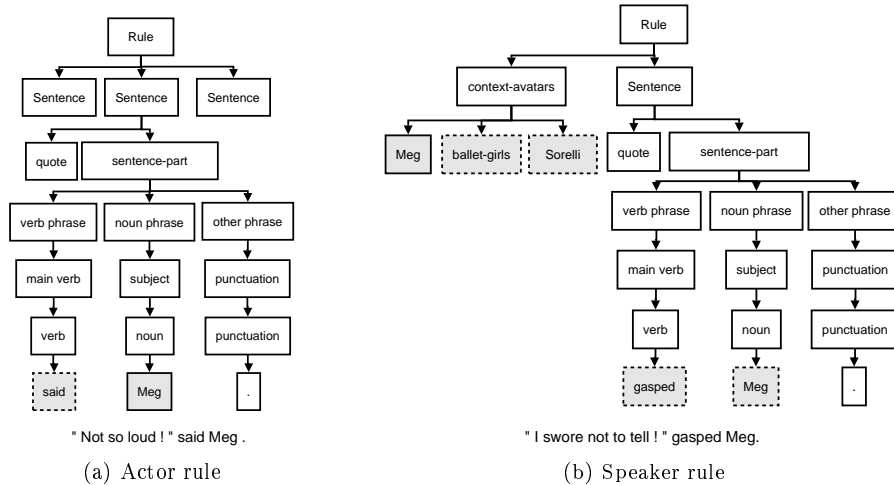 Rule
Sentence Sentence Sentence
quote sentence-part
verb phrase noun phrase other phrase
main verb subject punctuation
verb noun punctuation
said Meg .
" Not so loud ! " said Meg .
(a) Actor rule
Rule
context-avatars Sentence
Meg ballet-girls Sorelli quote sentence-part
verb phrase noun phrase other phrase
main verb subject punctuation
verb noun punctuation
gasped Meg .
" I swore not to tell ! " gasped Meg.
(b) Speaker rule